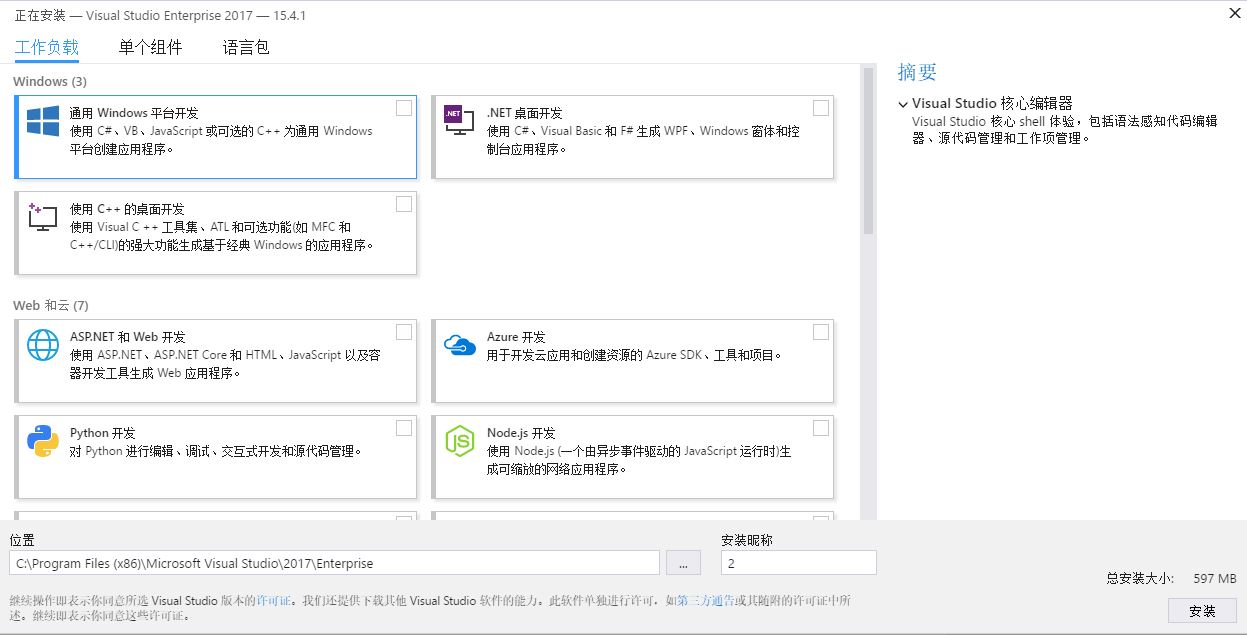 正在安装 — Visual Studio Enterprise 2017 — 15.4.1
工作负载 单个组件 语言包
Windows (3)
通用 Windows 平台开发
使用 C#、VB、JavaScript 或可选的 C++ 为通用 Windows
平台创建应用程序。
.NET
.NET 桌面开发
使用 C#、Visual Basic 和 F# 生成 WPF、Windows 窗体和控
制台应用程序。
使用 C++ 的桌面开发
使用 Visual C ++ 工具集、ATL 和可选功能(如 MFC 和
C++/CLI)的强大功能生成基于经典 Windows 的应用程序。
Web 和云 (7)
ASP.NET 和 Web 开发
使用 ASP.NET、ASP.NET Core 和 HTML、JavaScript 以及容
器开发工具生成 Web 应用程序。
Azure 开发
用于开发云应用和创建资源的 Azure SDK、工具和项目。
Python 开发
对 Python 进行编辑、调试、交互式开发和源代码管理。
JS
Node.js 开发
使用 Node.js (一个由异步事件驱动的 JavaScript 运行时)生
成可缩放的网络应用程序。
摘要
Visual Studio 核心编辑器
Visual Studio 核心 shell 体验，包括语法感知代码编辑
器、源代码管理和工作项管理。
位置
C:\Program Files (x86)\Microsoft Visual Studio\2017\Enterprise
...
安装昵称
2
继续操作即表示你同意所选 Visual Studio 版本的许可证。我们还提供下载其他 Visual Studio 软件的能力。此软件单独进行许可，如第三方通告或其随附的许可证中所
述。继续即表示你同意这些许可证。
总安装大小: 597 MB
安装